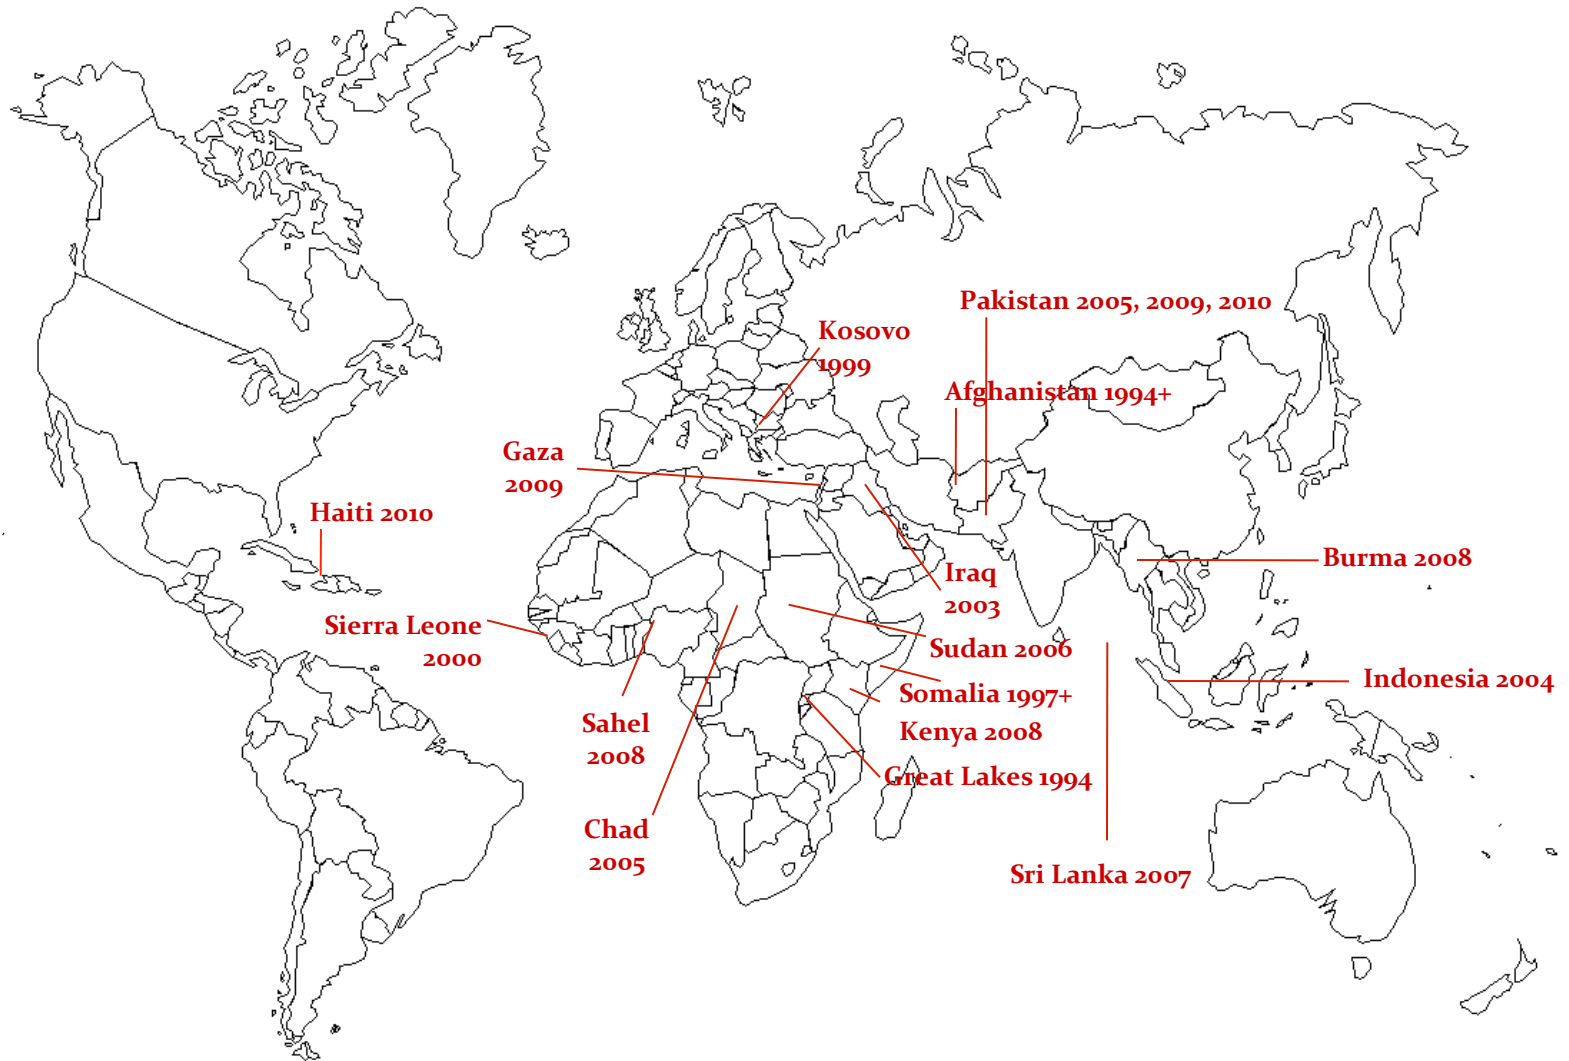 Pakistan 2005, 2009, 2010
Kosovo
1999
Afghanistan 1994+
Gaza
2009
Haiti 2010
Burma 2008
Iraq
2003
Sierra Leone
2000
Sudan 2006
Indonesia 2004
Somalia 1997+
Sahel
2008
Kenya 2008
Great Lakes 1994
Chad
2005
Sri Lanka 2007